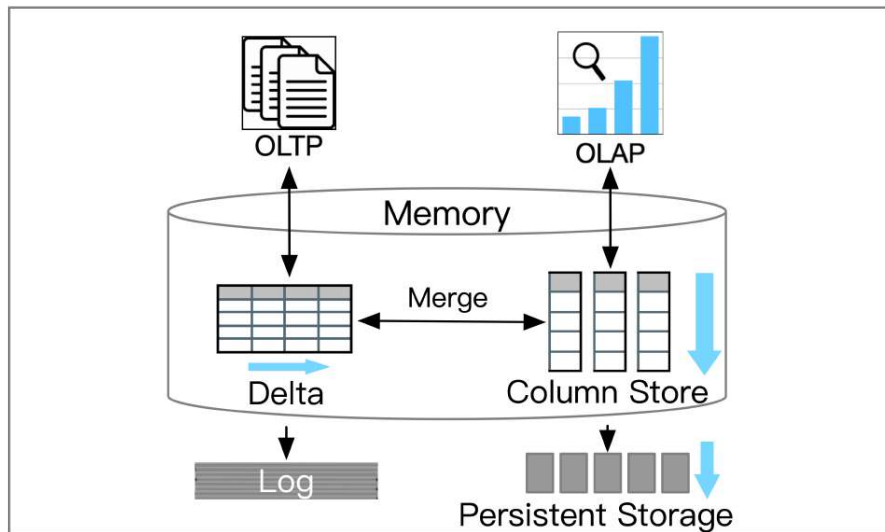 OLTP
OLAP
Memory
Merge
Delta
Column Store
Log
Persistent Storage